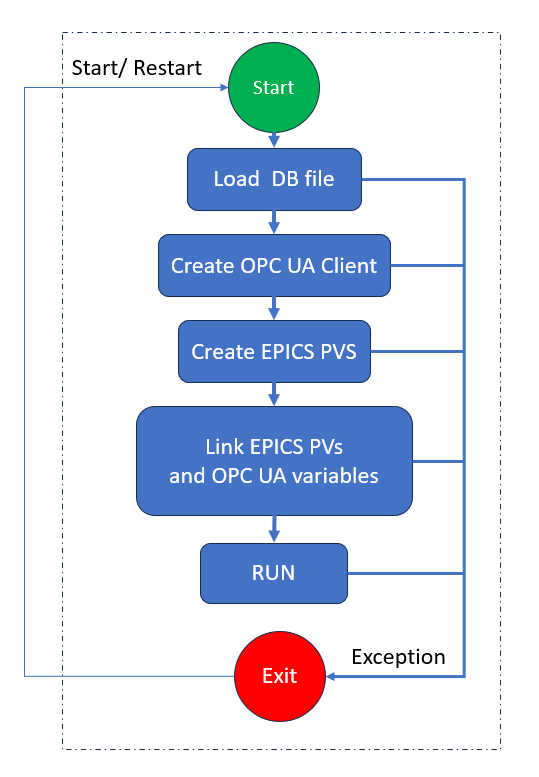 Start/ Restart
Start
Load  DB file
Create OPC UA Client
Create EPICS PVS
Link EPICS PVs
and OPC UA variables
RUN
Exception
Exit